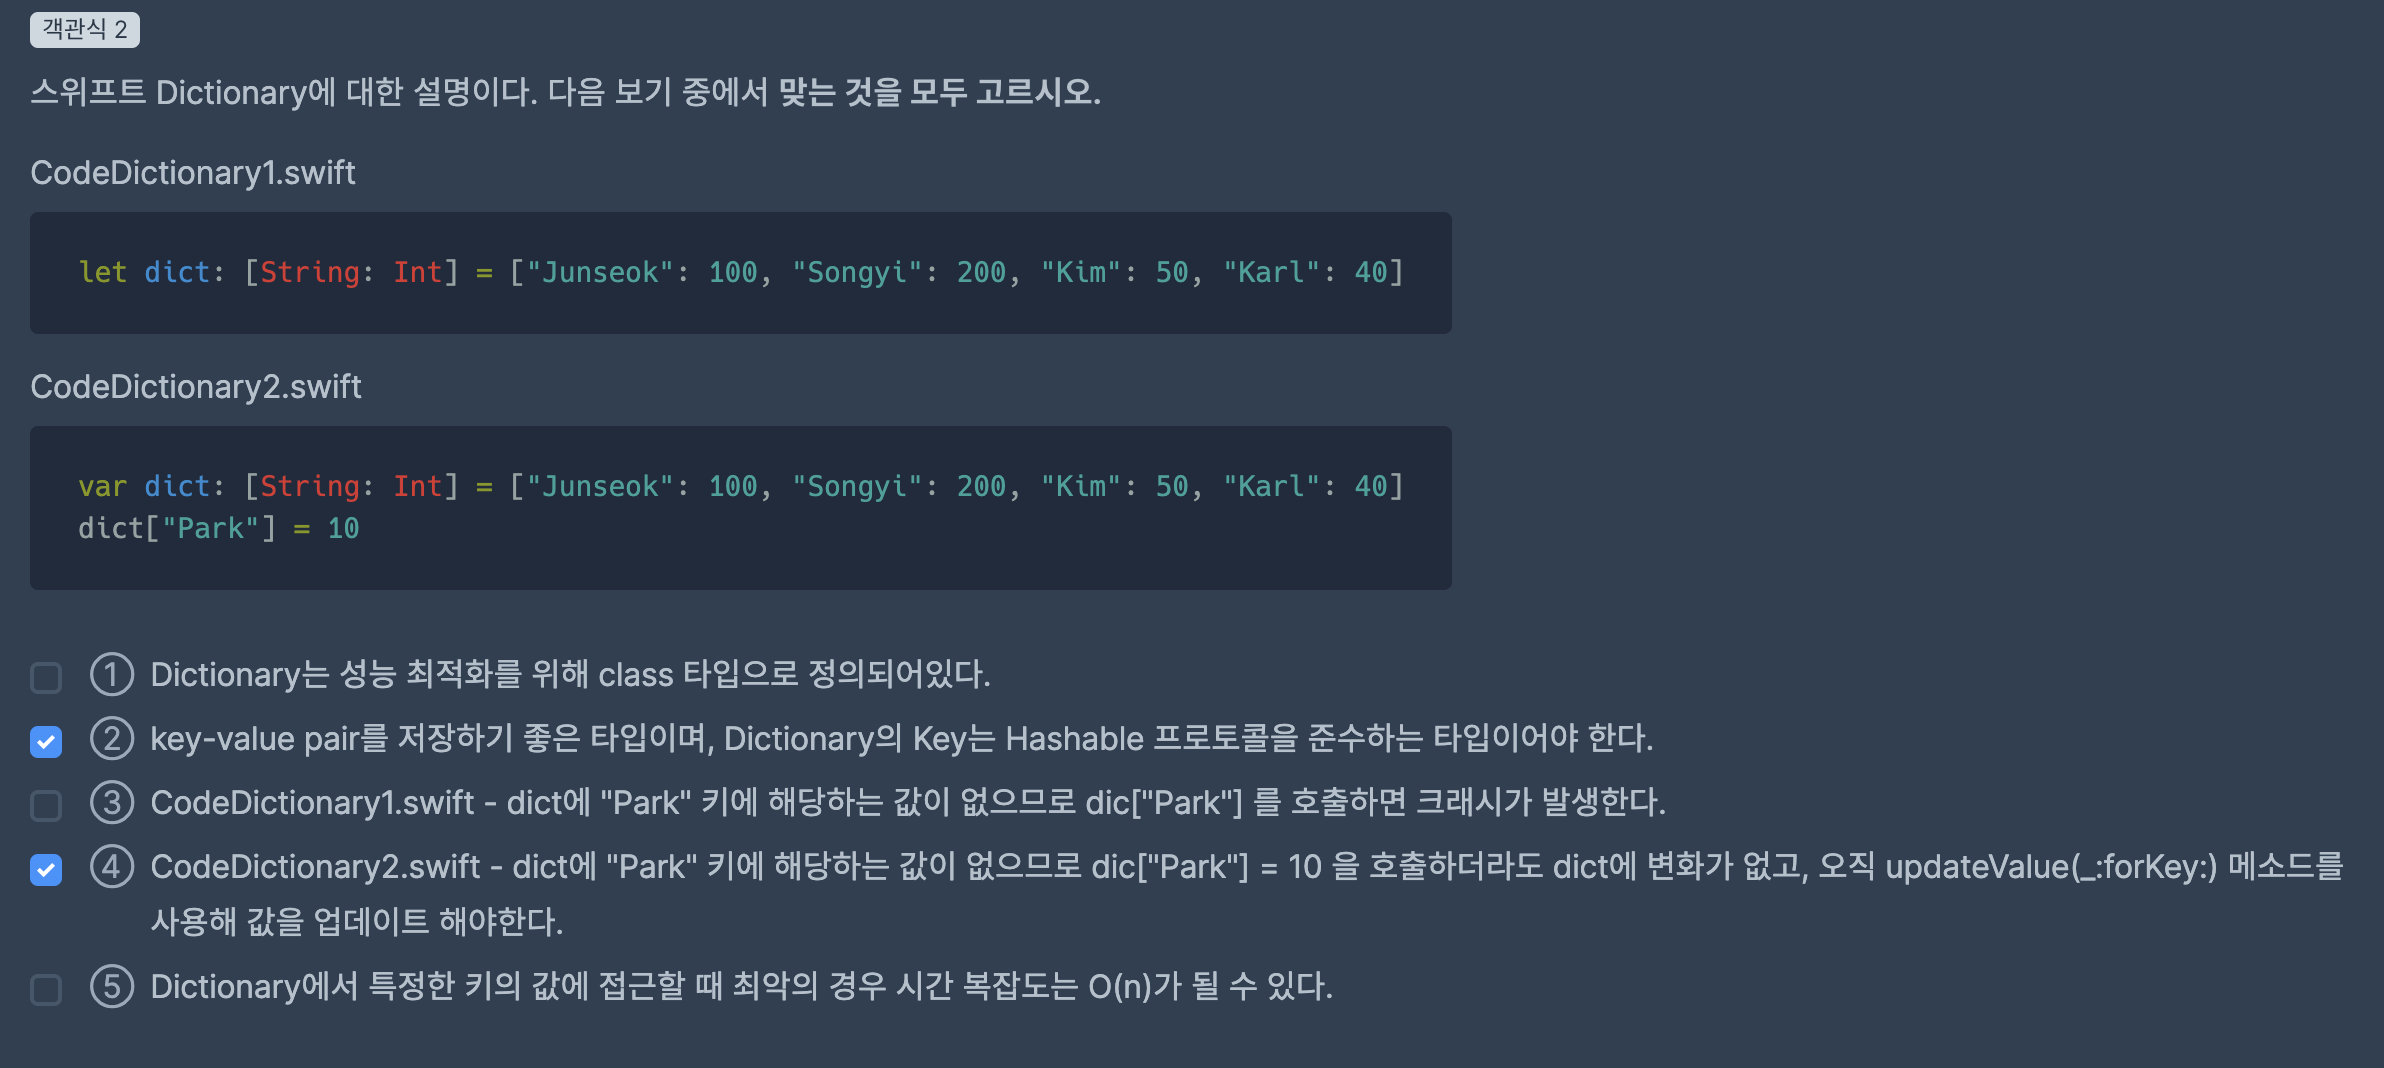 객관식 2
스위프트 Dictionary에 대한 설명이다. 다음 보기 중에서 맞는 것을 모두 고르시오.
CodeDictionary1.swift
let dict: [String: Int] = ["Junseok": 100, "Songyi": 200, "Kim": 50, "Karl": 40]
CodeDictionary2.swift
var dict: [String: Int] = ["Junseok": 100, "Songyi": 200, "Kim": 50, "Karl": 40]
dict["Park"] = 10
① Dictionary는 성능 최적화를 위해 class 타입으로 정의되어있다.
② key-value pair를 저장하기 좋은 타입이며, Dictionary의 Key는 Hashable 프로토콜을 준수하는 타입이어야 한다.
③ CodeDictionary1.swift - dict에 "Park" 키에 해당하는 값이 없으므로 dic["Park"] 를 호출하면 크래시가 발생한다.
④ CodeDictionary2.swift - dict에 "Park" 키에 해당하는 값이 없으므로 dic["Park"] = 10 을 호출하더라도 dict에 변화가 없고, 오직 updateValue(_:forKey:) 메소드를
사용해 값을 업데이트 해야한다.
⑤ Dictionary에서 특정한 키의 값에 접근할 때 최악의 경우 시간 복잡도는 O(n)가 될 수 있다.